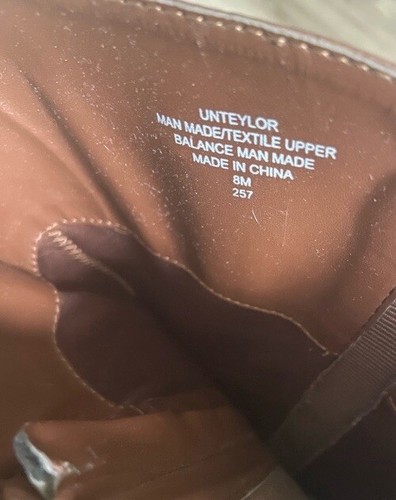 UNTEYLOR
MAN MADE/TEXTILE UPPER
BALANCE MAN MADE
MADE IN CHINA
8M
257